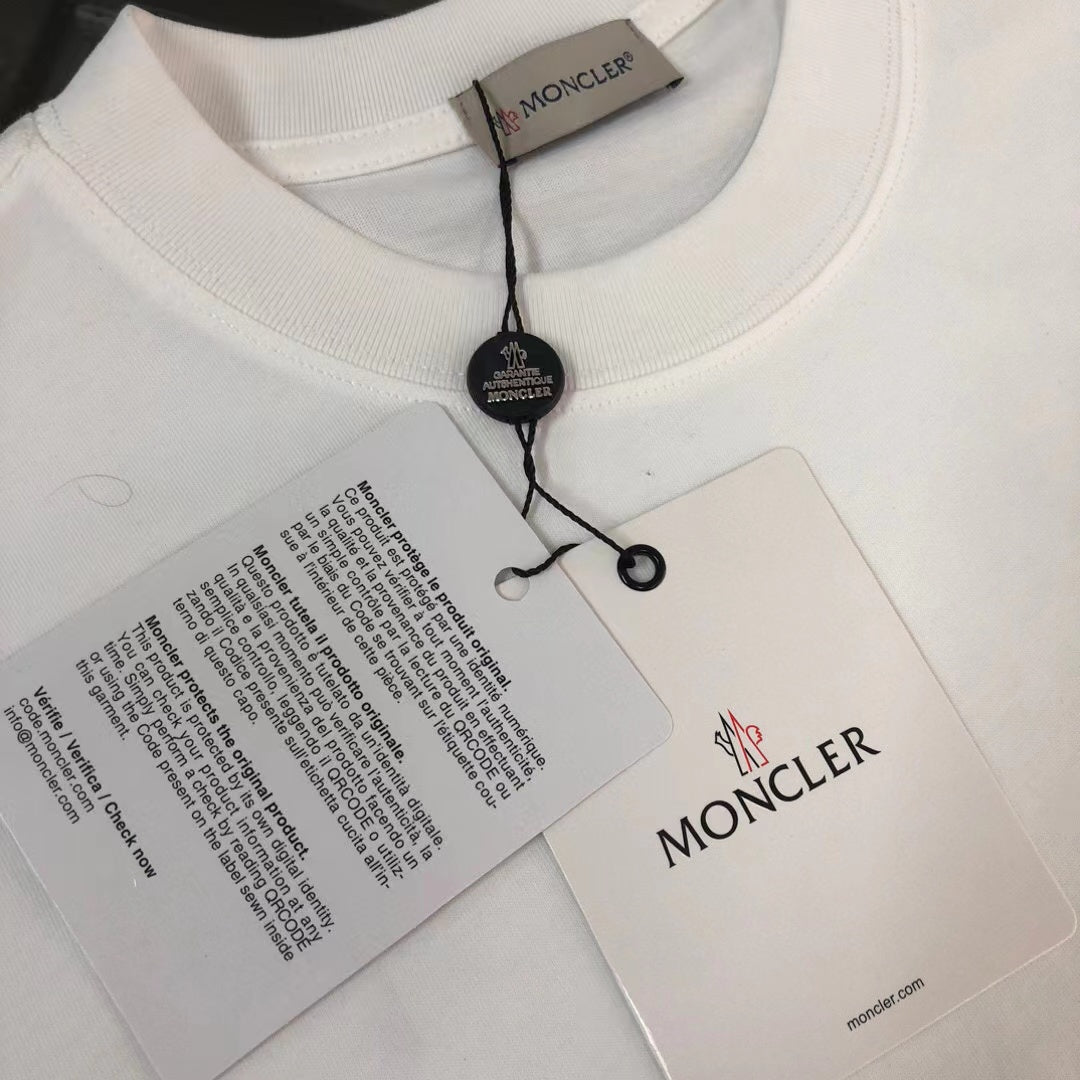 MONCLER®
GARANTIE
AUTSHENTIQUE
MONCLER
Moncler protège le produit original.
Ce produit est protégé par une identité numérique.
Vous pouvez vérifier à tout moment l'authenticité,
la qualité et la provenance du produit en effectuant
un simple contrôle par la lecture du QRCODE ou
par le biais du Code se trouvant sur l'étiquette cou-
sue à l'intérieur de cette pièce.
Moncler tutela il prodotto originale.
Questo prodotto è tutelato da un'identità digitale.
In qualsiasi momento può verificare l'autenticità, la
qualità e la provenienza del prodotto facendo un
semplice controllo, leggendo il QRCODE o utiliz-
zando il Codice presente sull'etichetta cucita all'in-
terno di questo capo.
Moncler protects the original product.
This product is protected by its own digital identity.
You can check your product information at any
time. Simply perform a check by reading QRCODE
or using the Code present on the label sewn inside
this garment.
Vérifie / Verifica / Check now
code.moncler.com
info@moncler.com
MONCLER
moncler.com